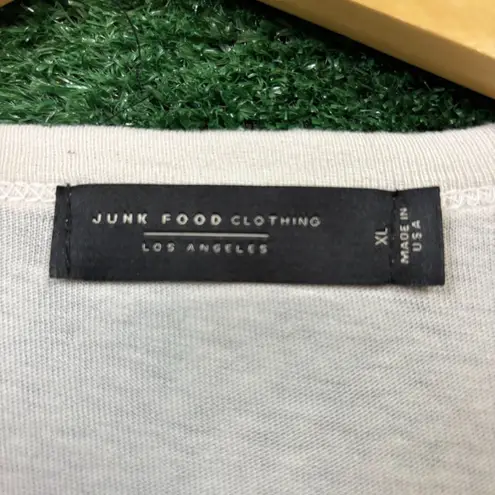 JUNK FOOD CLOTHING
LOS ANGELES
XL
MADE IN
USA